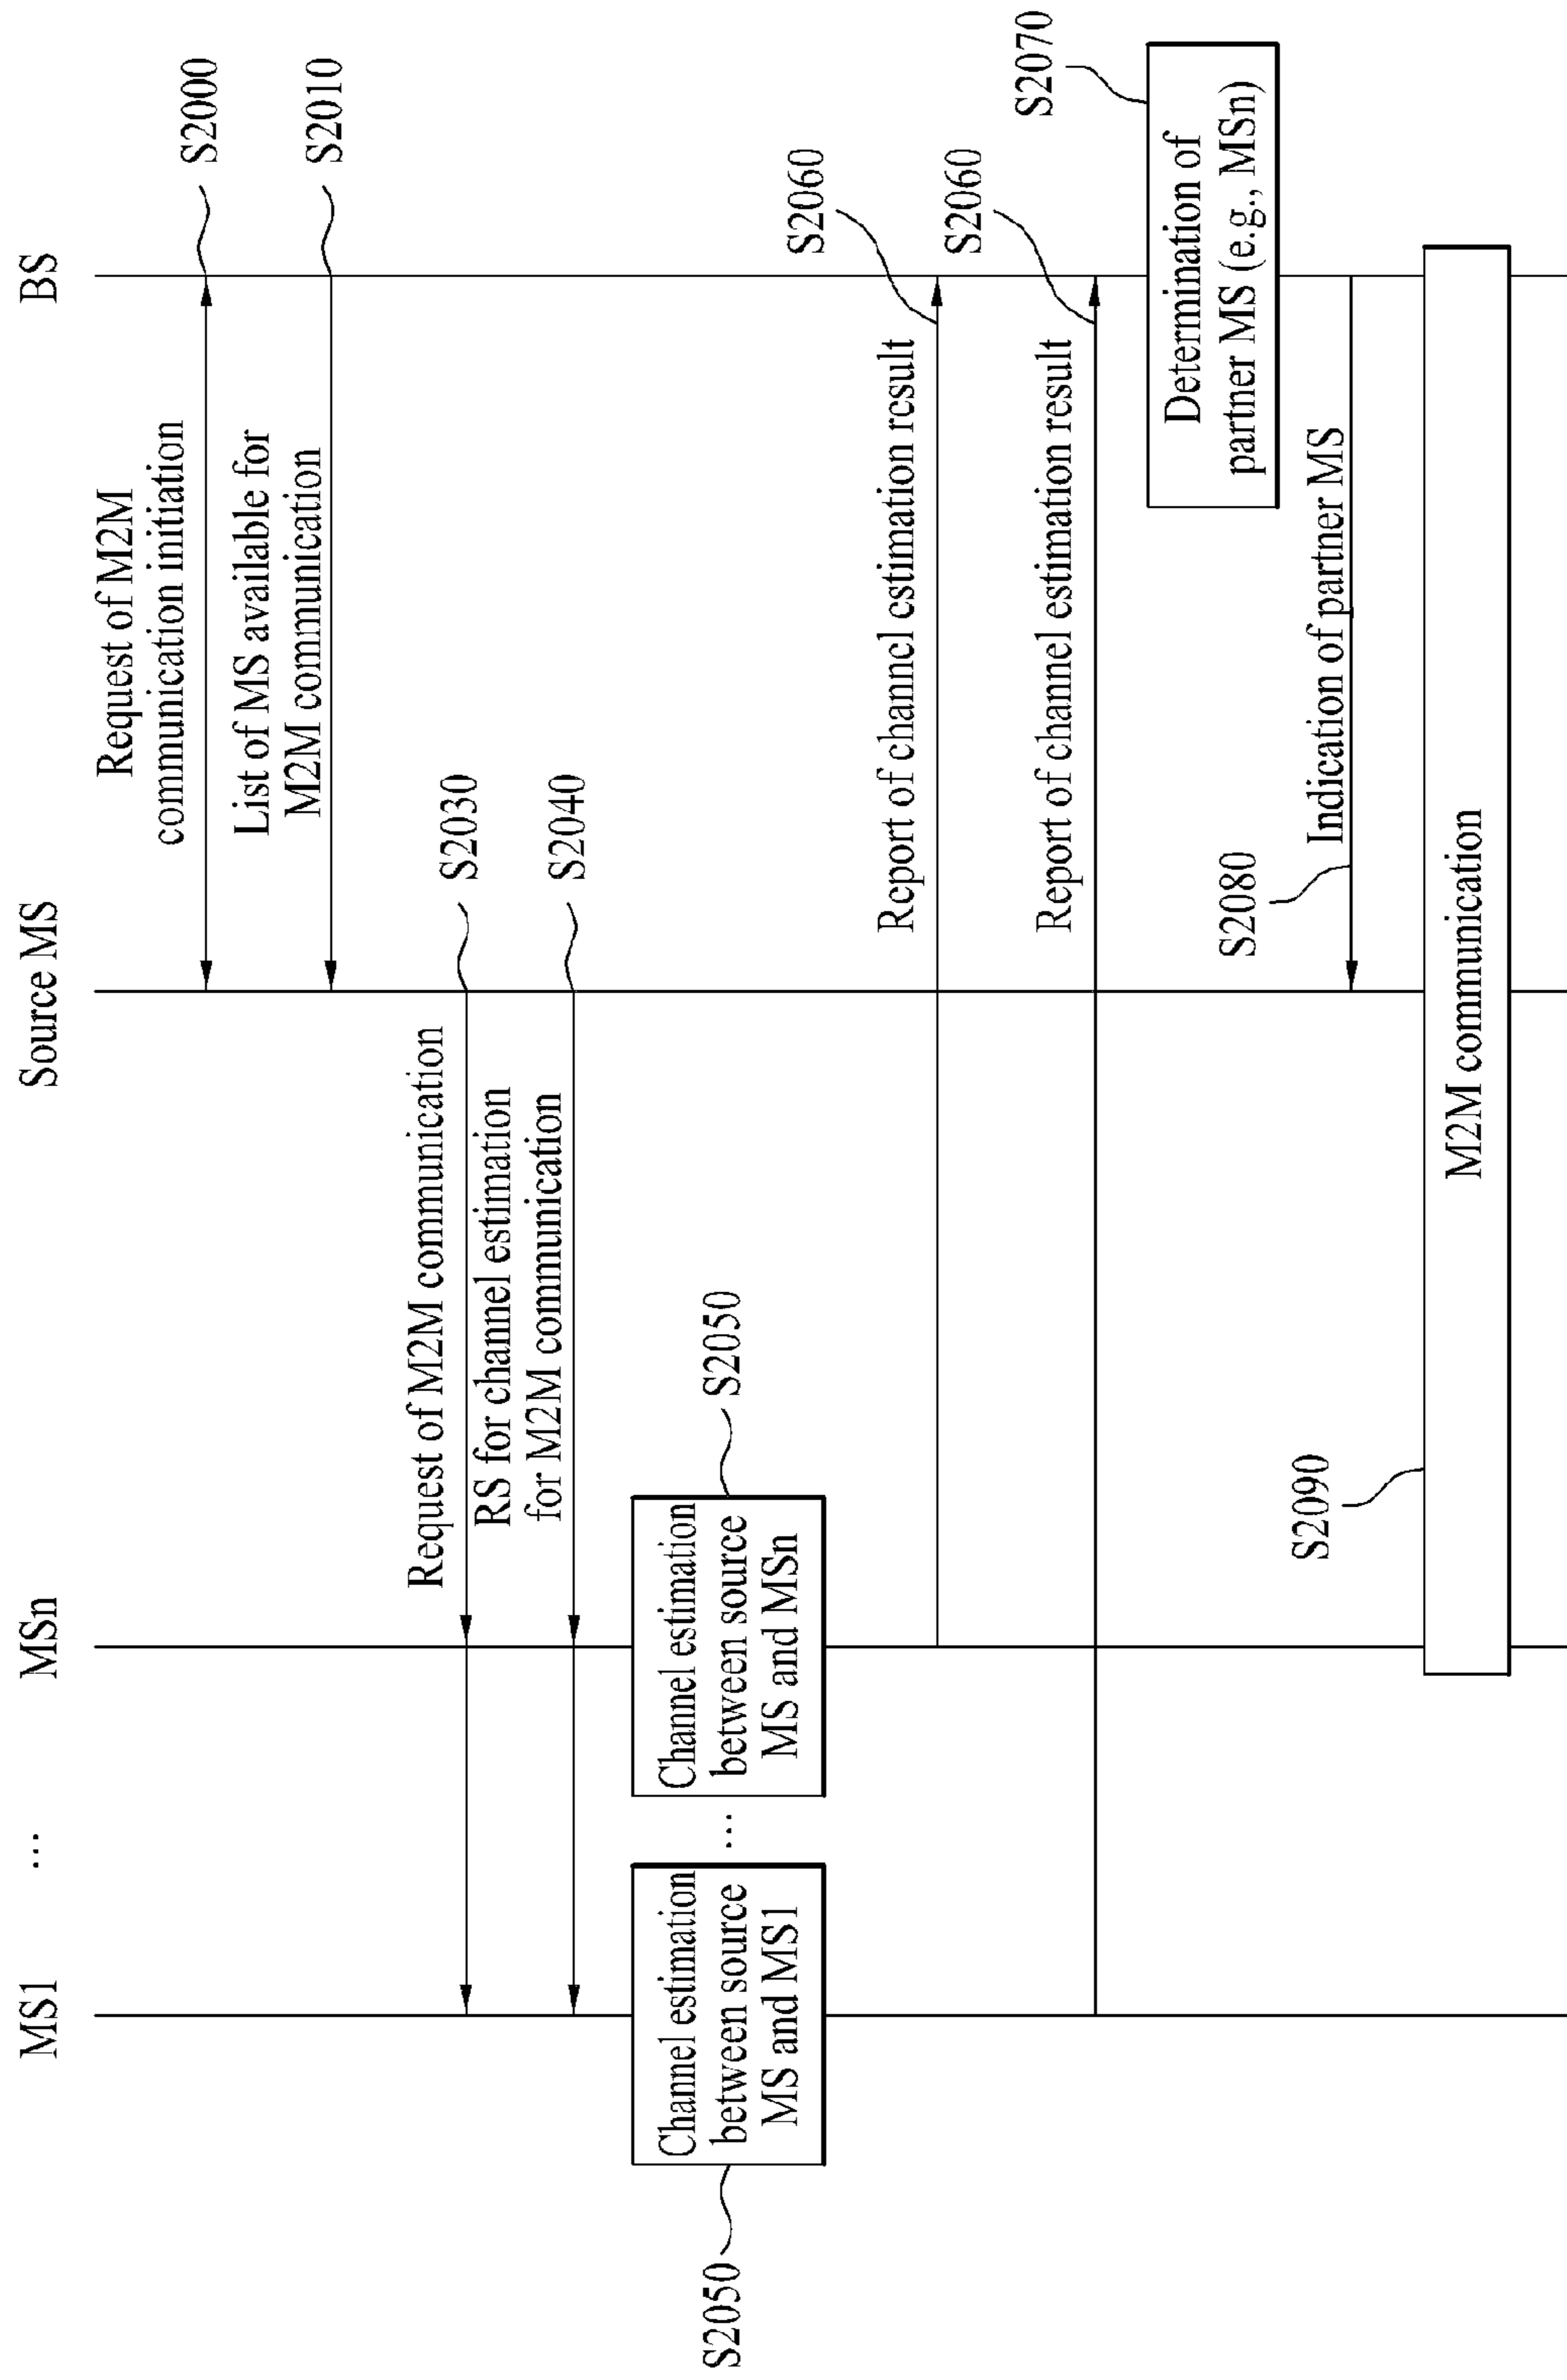 MS1
...
MSn
Source MS
BS
Request of M2M
communication initiation
S2000
List of MS available for
M2M communication
S2010
Request of M2M communication
S2030
RS for channel estimation
for M2M communication
S2040
S2050
Channel estimation
between source
MS and MS1
...
Channel estimation
between source
MS and MSn
S2050
Report of channel estimation result
S2060
Report of channel estimation result
S2060
Determination of
partner MS (e.g., MSn)
S2070
S2080
Indication of partner MS
S2090
M2M communication